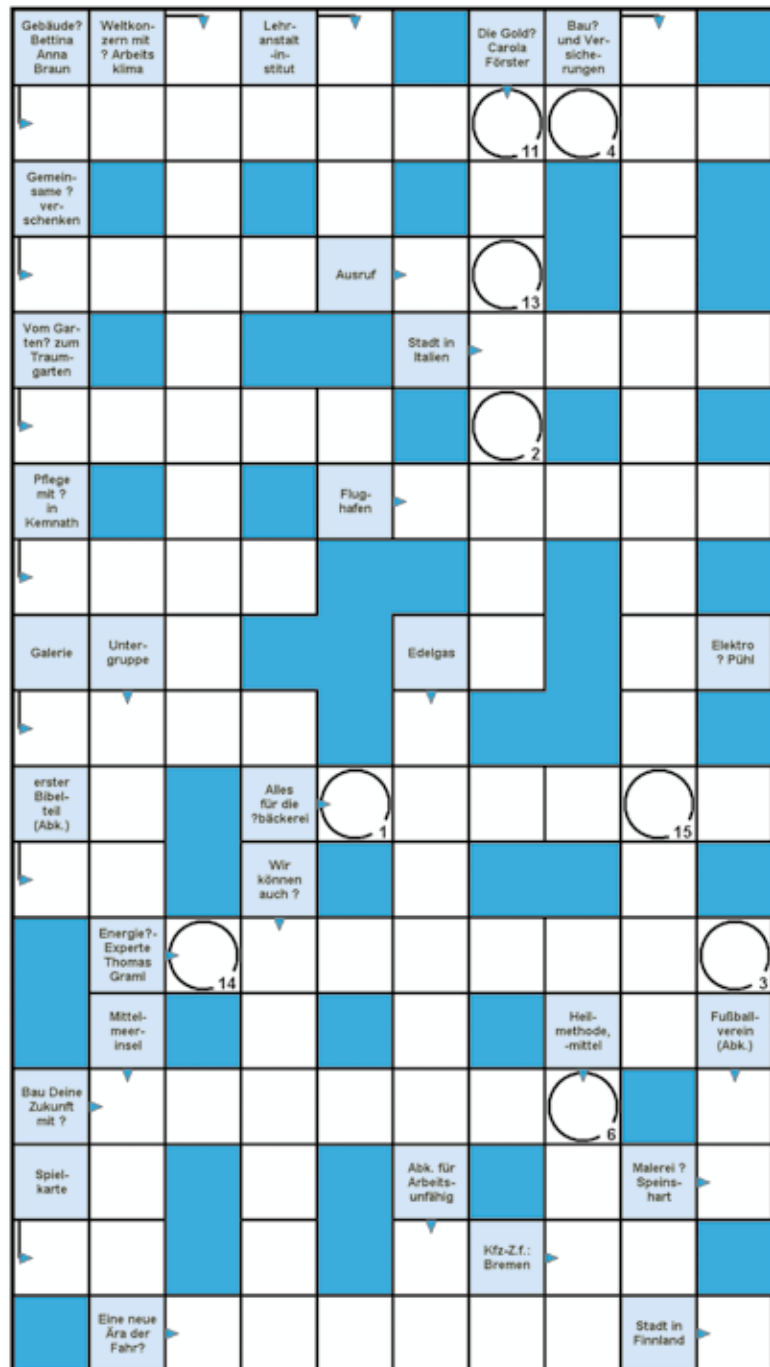 Gebäude?
Bettina
Anna
Braun
Weltkon-
zern mit
? Arbeits
klima
Lehr-
anstalt
-in-
stitut
Die Gold?
Carola
Förster
Bau?
und Ver-
siche-
rungen
11
4
Gemein-
same ?
ver-
schenken
Ausruf
13
Vom Gar-
ten? zum
Traum-
garten
Stadt in
Italien
2
Pflege
mit ?
in
Kemnath
Flug-
hafen
Galerie
Unter-
gruppe
Edelgas
Elektro
? Pühl
erster
Bibel-
teil
(Abk.)
Alles
für die
?bäckerei
1
15
Wir
können
auch ?
Energie?-
Experte
Thomas
Graml
14
3
Mittel-
meer-
insel
Heil-
methode,
-mittel
Fußball-
verein
(Abk.)
Bau Deine
Zukunft
mit ?
6
Spiel-
karte
Abk. für
Arbeits-
unfähig
Malerei ?
Speins-
hart
Kfz-Z.f.:
Bremen
Eine neue
Ära der
Fahr?
Stadt in
Finnland